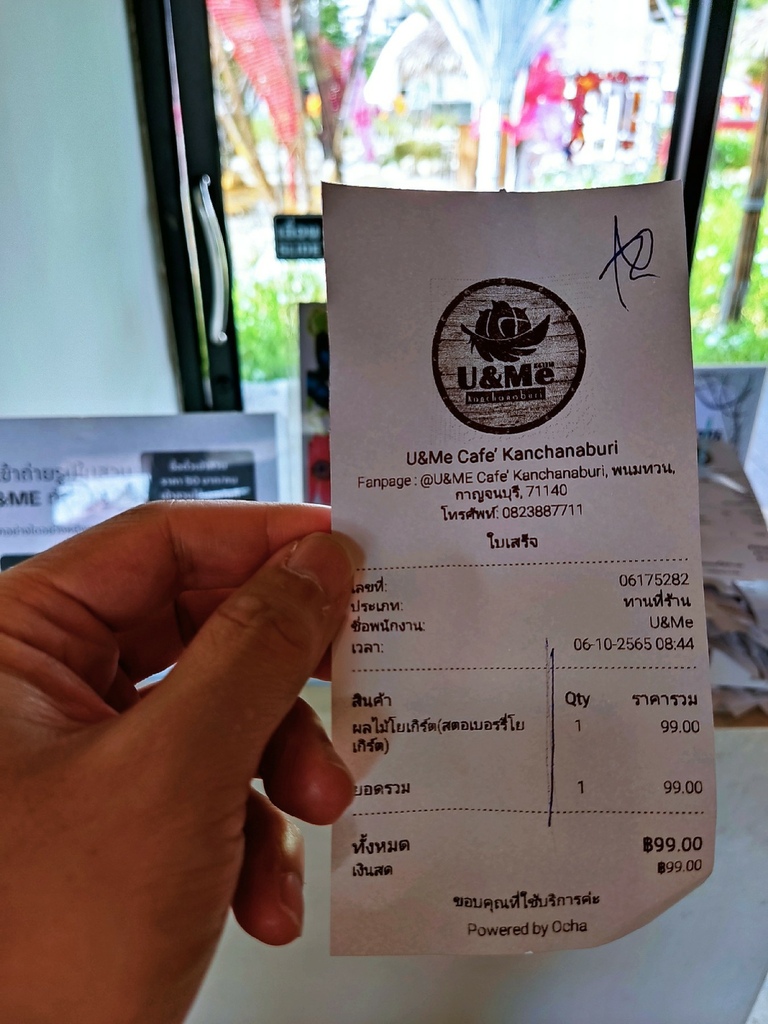 A2
U&Me
kanchanaburi
U&Me Cafe' Kanchanaburi
Fanpage : @U&ME Cafe' Kanchanaburi, พนมทวน,
กาญจนบุรี, 71140
โทรศัพท์: 0823887711
ใบเสร็จ
เลขที่: 06175282
ประเภท: ทานที่ร้าน
ชื่อพนักงาน: U&Me
เวลา: 06-10-2565 08:44
สินค้า Qty ราคารวม
ผลไม้โยเกิร์ต(สตอเบอรรี่โย 1 99.00
เกิร์ต)
ยอดรวม 1 99.00
ทั้งหมด ฿99.00
เงินสด ฿99.00
ขอบคุณที่ใช้บริการค่ะ
Powered by Ocha